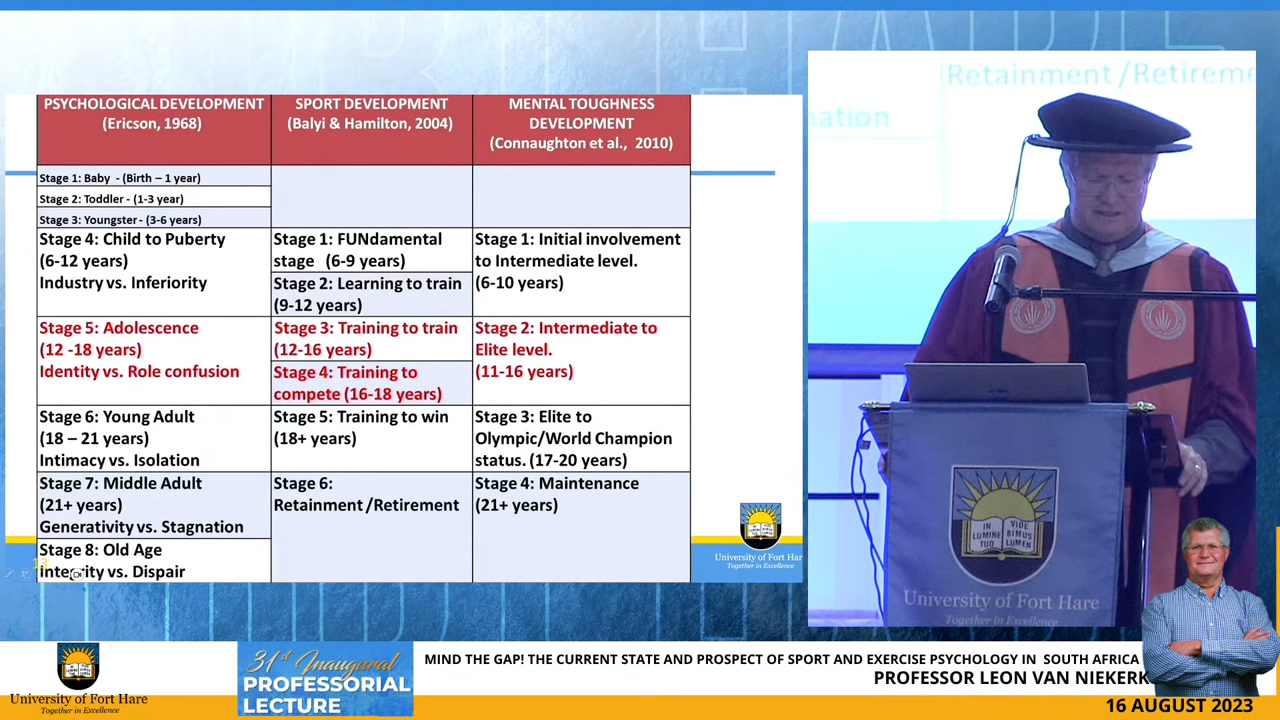 PSYCHOLOGICAL DEVELOPMENT
(Ericson, 1968)
SPORT DEVELOPMENT
(Balyi & Hamilton, 2004)
MENTAL TOUGHNESS
DEVELOPMENT
(Connaughton et al., 2010)
Stage 1: Baby - (Birth – 1 year)
Stage 2: Toddler - (1-3 year)
Stage 3: Youngster - (3-6 years)
Stage 4: Child to Puberty
(6-12 years)
Industry vs. Inferiority
Stage 1: FUNdamental
stage (6-9 years)
Stage 2: Learning to train
(9-12 years)
Stage 1: Initial involvement
to Intermediate level.
(6-10 years)
Stage 5: Adolescence
(12 -18 years)
Identity vs. Role confusion
Stage 3: Training to train
(12-16 years)
Stage 4: Training to
compete (16-18 years)
Stage 2: Intermediate to
Elite level.
(11-16 years)
Stage 6: Young Adult
(18 – 21 years)
Intimacy vs. Isolation
Stage 5: Training to win
(18+ years)
Stage 3: Elite to
Olympic/World Champion
status. (17-20 years)
Stage 7: Middle Adult
(21+ years)
Generativity vs. Stagnation
Stage 6:
Retainment /Retirement
Stage 4: Maintenance
(21+ years)
Stage 8: Old Age
Integrity vs. Dispair
University of Fort Har
Together in Excellence
Retainment /Retireme
nation
IN LUMINE TUO
VIDE BIMUS LUMEN
University of Fort Hare
Together in Excellence
University of Fort Hare
Together in Excellence
31st Inaugural
PROFESSORIAL
LECTURE
MIND THE GAP! THE CURRENT STATE AND PROSPECT OF SPORT AND EXERCISE PSYCHOLOGY IN SOUTH AFRICA
PROFESSOR LEON VAN NIEKERK
16 AUGUST 2023